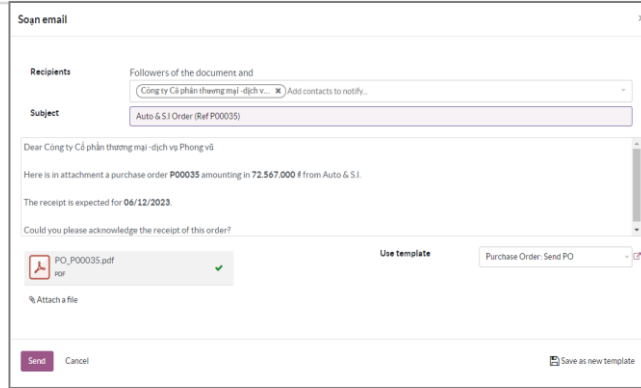 Soạn email
Recipients
Followers of the document and
Công ty Cổ phần thương mại -dịch v... × Add contacts to notify...
Subject
Auto & S.I Order (Ref P00035)
Dear Công ty Cổ phần thương mại -dịch vụ Phong vũ
Here is in attachment a purchase order P00035 amounting in 72.567.000 ₫ from Auto & S.I.
The receipt is expected for 06/12/2023.
Could you please acknowledge the receipt of this order?
PO_P00035.pdf
PDF
Use template
Purchase Order: Send PO
Attach a file
Send
Cancel
Save as new template